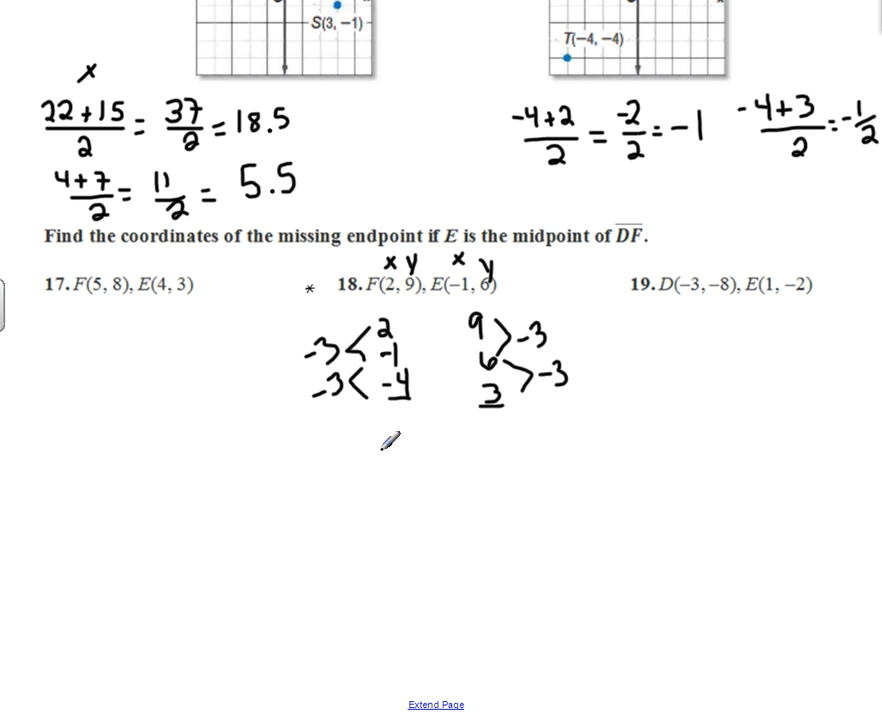 S(3, −1)
T(−4, −4)
x
22+15/2 = 37/2 = 18.5
-4+2/2 = -2/2 = -1
-4+3/2 = -1/2
4+7/2 = 11/2 = 5.5
Find the coordinates of the missing endpoint if E is the midpoint of DF.
x y x y
17. F(5, 8), E(4, 3)
* 18. F(2, 9), E(−1, 6)
19. D(−3, −8), E(1, −2)
2 9
-3 < > -3
-1 6
-3 < > -3
-4 3
Extend Page